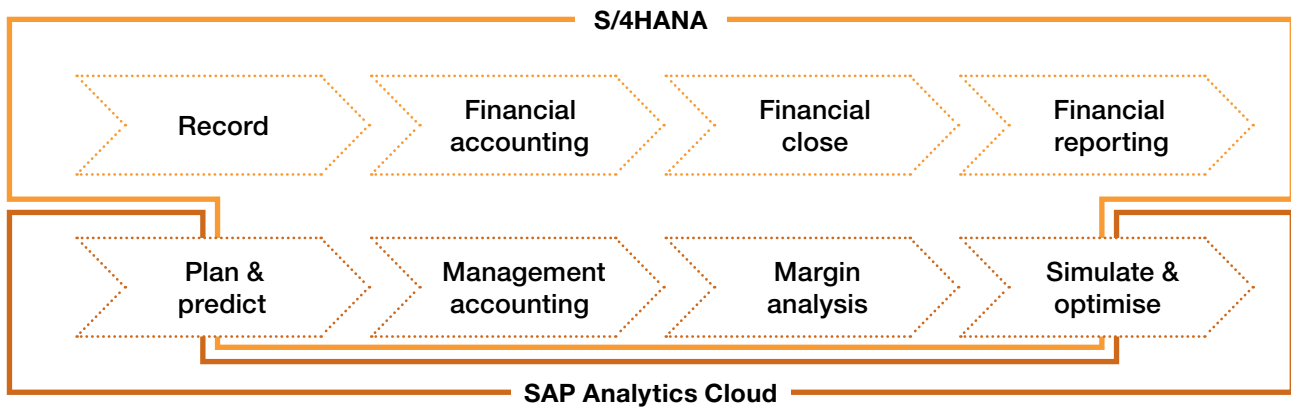 S/4HANA
Record
Financial
accounting
Financial
close
Financial
reporting
Plan &
predict
Management
accounting
Margin
analysis
Simulate &
optimise
SAP Analytics Cloud